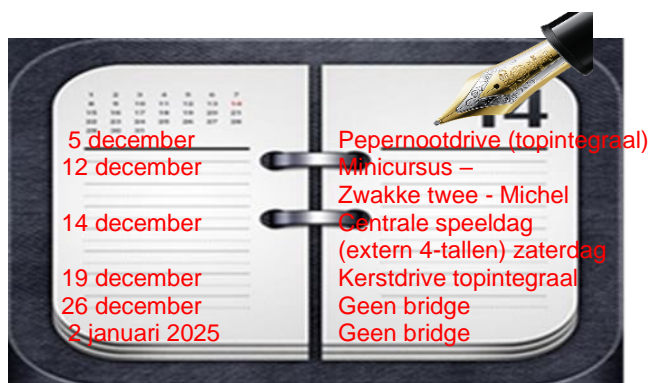 14
5 december Pepernootdrive (topintegraal)
12 december Minicursus –
Zwakke twee - Michel
14 december Centrale speeldag
(extern 4-tallen) zaterdag
19 december Kerstdrive topintegraal
26 december Geen bridge
2 januari 2025 Geen bridge